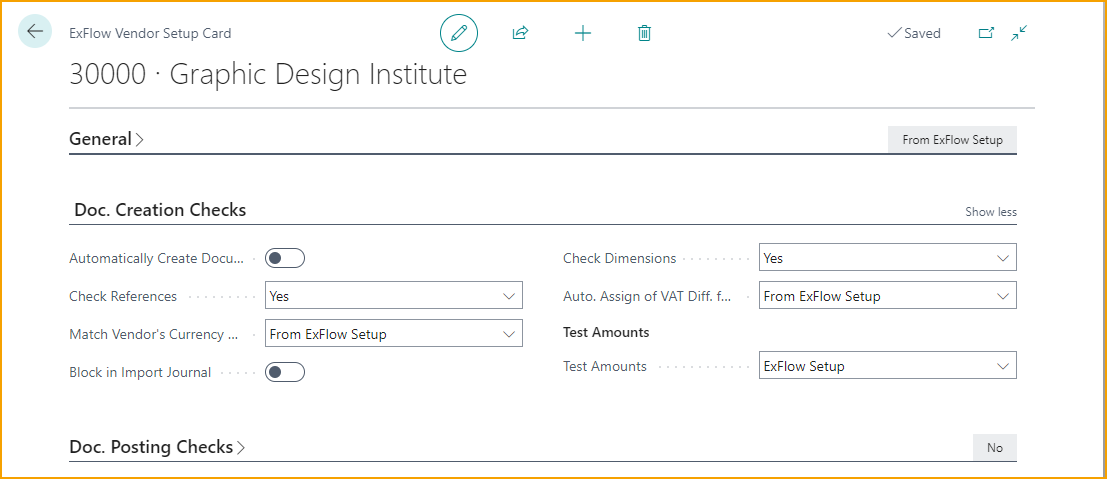 ExFlow Vendor Setup Card
Saved
30000 · Graphic Design Institute
General
From ExFlow Setup
Doc. Creation Checks
Show less
Automatically Create Docu...
Check References
Yes
Match Vendor's Currency ...
From ExFlow Setup
Block in Import Journal
Check Dimensions
Yes
Auto. Assign of VAT Diff. f...
From ExFlow Setup
Test Amounts
Test Amounts
ExFlow Setup
Doc. Posting Checks
No